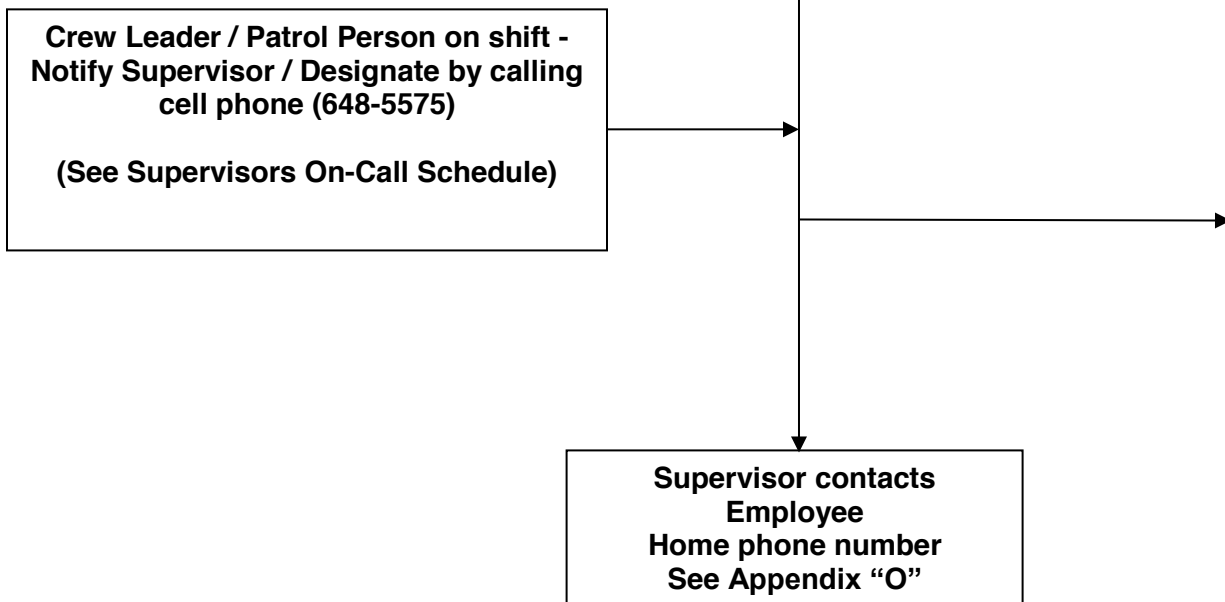 Crew Leader / Patrol Person on shift -
Notify Supervisor / Designate by calling
cell phone (648-5575)
(See Supervisors On-Call Schedule)
Supervisor contacts
Employee
Home phone number
See Appendix “O”